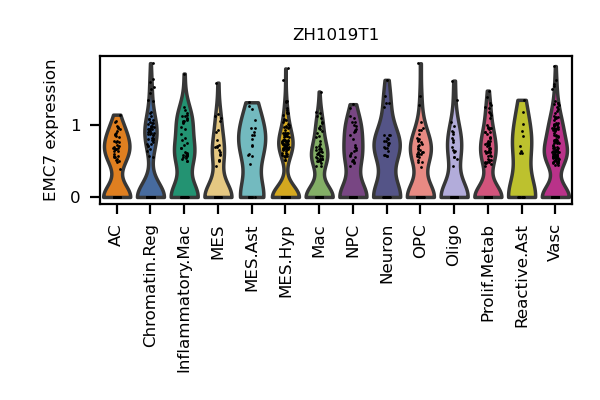 ZH1019T1
EMC7 expression
1
0
AC
Chromatin.Reg
Inflammatory.Mac
MES
MES.Ast
MES.Hyp
Mac
NPC
Neuron
OPC
Oligo
Prolif.Metab
Reactive.Ast
Vasc